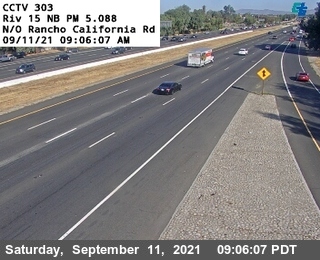 CCTV 303
Riv 15 NB PM 5.088
N/O Rancho California Rd
09/11/21 09:06:07 AM
Saturday, September 11, 2021 09:06:07 PDT